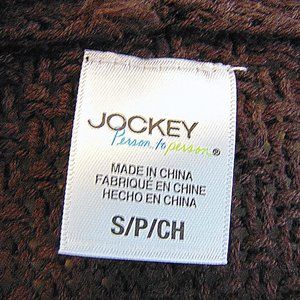 JOCKEY
Person to person®
MADE IN CHINA
FABRIQUÉ EN CHINE
HECHO EN CHINA
S/P/CH